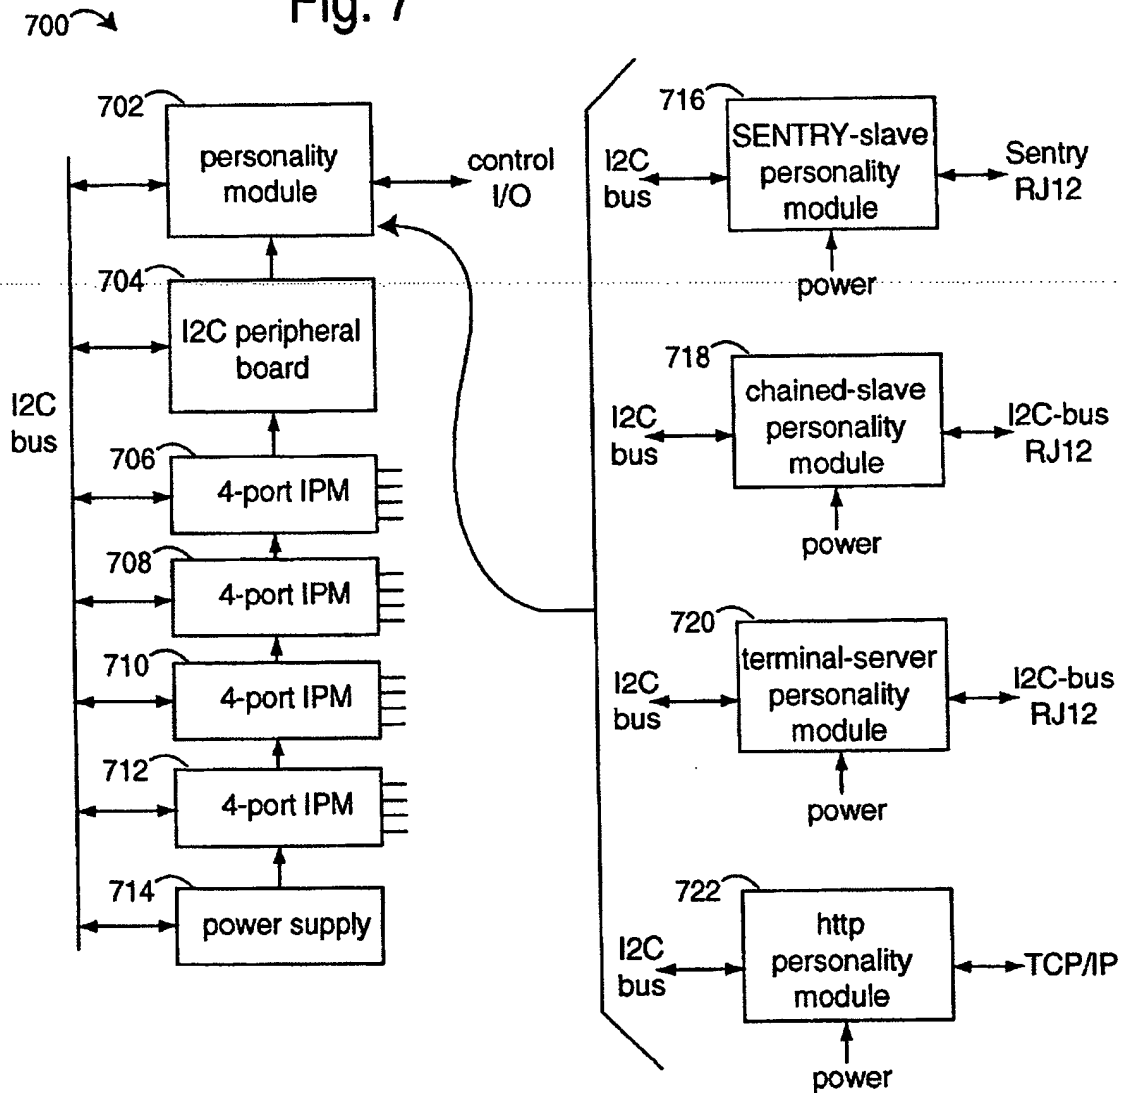 Fig. 7
700
702
personality
module
control
I/O
704
I2C peripheral
board
I2C
bus
706
4-port IPM
708
4-port IPM
710
4-port IPM
712
4-port IPM
714
power supply
716
SENTRY-slave
personality
module
I2C
bus
Sentry
RJ12
power
718
chained-slave
personality
module
I2C
bus
I2C-bus
RJ12
power
720
terminal-server
personality
module
I2C
bus
I2C-bus
RJ12
power
722
http
personality
module
I2C
bus
TCP/IP
power